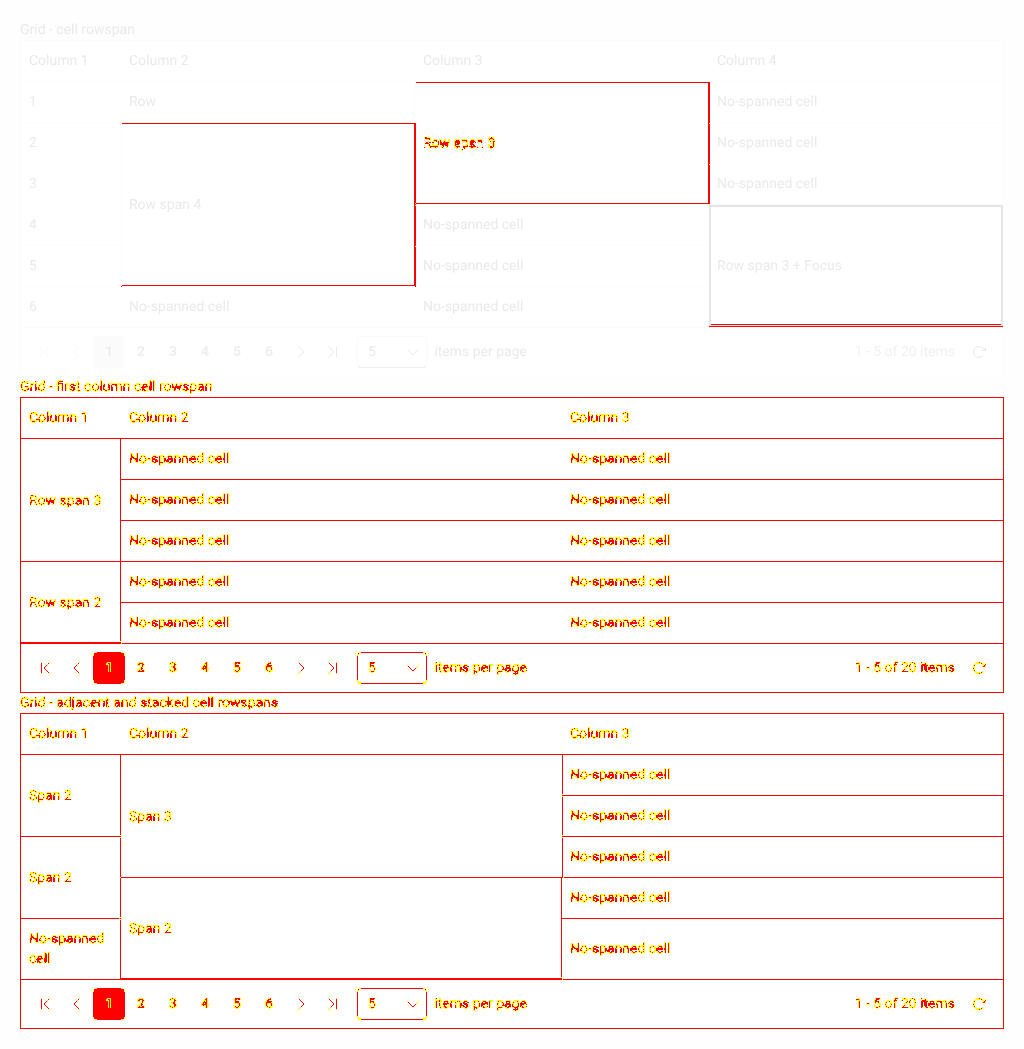 Grid - cell rowspan
Column 1 Column 2 Column 3 Column 4
1 Row No-spanned cell
2 Row span 3 No-spanned cell
3 No-spanned cell
Row span 4
4 No-spanned cell
5 No-spanned cell Row span 3 + Focus
6 No-spanned cell No-spanned cell
1 2 3 4 5 6 5 items per page 1 - 5 of 20 items
Grid - first column cell rowspan
Column 1 Column 2 Column 3
No-spanned cell No-spanned cell
Row span 3 No-spanned cell No-spanned cell
No-spanned cell No-spanned cell
No-spanned cell No-spanned cell
Row span 2
No-spanned cell No-spanned cell
1 2 3 4 5 6 5 items per page 1 - 5 of 20 items
Grid - adjacent and stacked cell rowspans
Column 1 Column 2 Column 3
No-spanned cell
Span 2
Span 3 No-spanned cell
No-spanned cell
Span 2
No-spanned cell
Span 2
No-spanned
cell
No-spanned cell
1 2 3 4 5 6 5 items per page 1 - 5 of 20 items